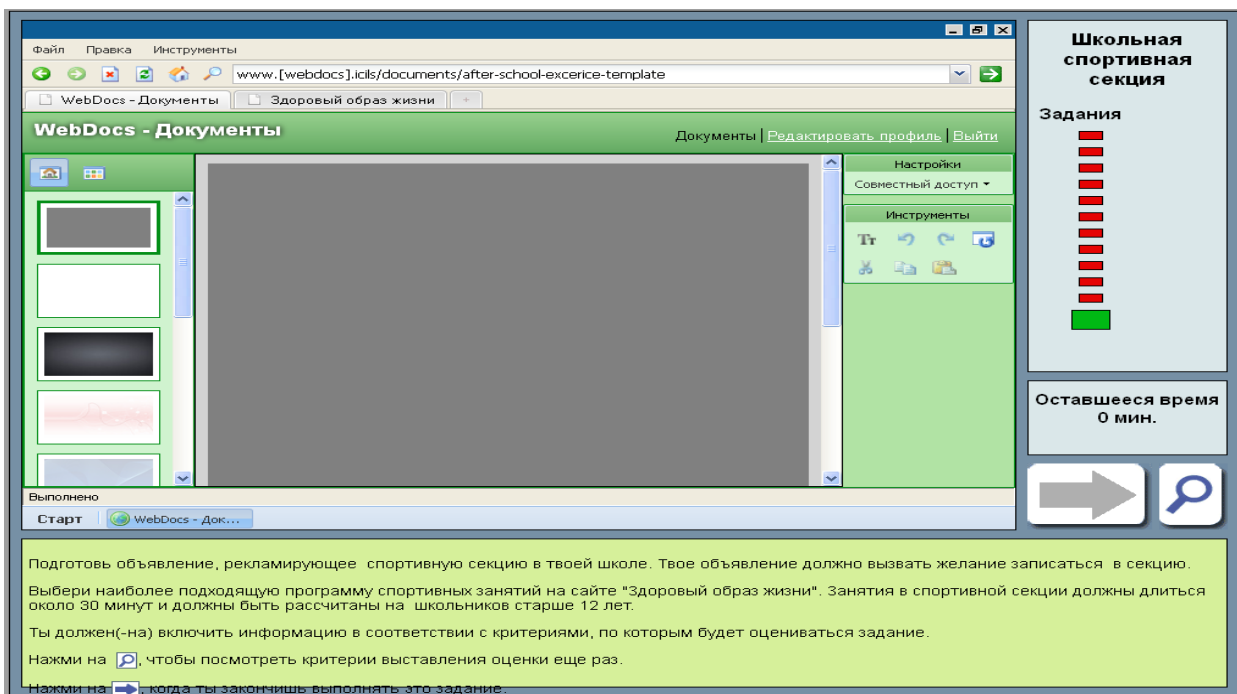 Файл Правка Инструменты
www.[webdocs].icils/documents/after-school-excerice-template
WebDocs - Документы Здоровый образ жизни +
WebDocs - Документы
Документы | Редактировать профиль | Выйти
Настройки
Совместный доступ
Инструменты
Тт
Выполнено
Старт WebDocs - Док...
Школьная
спортивная
секция
Задания
Оставшееся время
0 мин.
Подготовь объявление, рекламирующее спортивную секцию в твоей школе. Твое объявление должно вызвать желание записаться в секцию.
Выбери наиболее подходящую программу спортивных занятий на сайте "Здоровый образ жизни". Занятия в спортивной секции должны длиться
около 30 минут и должны быть рассчитаны на школьников старше 12 лет.
Ты должен(-на) включить информацию в соответствии с критериями, по которым будет оцениваться задание.
Нажми на , чтобы посмотреть критерии выставления оценки еще раз.
Нажми на , когда ты закончишь выполнять это задание.